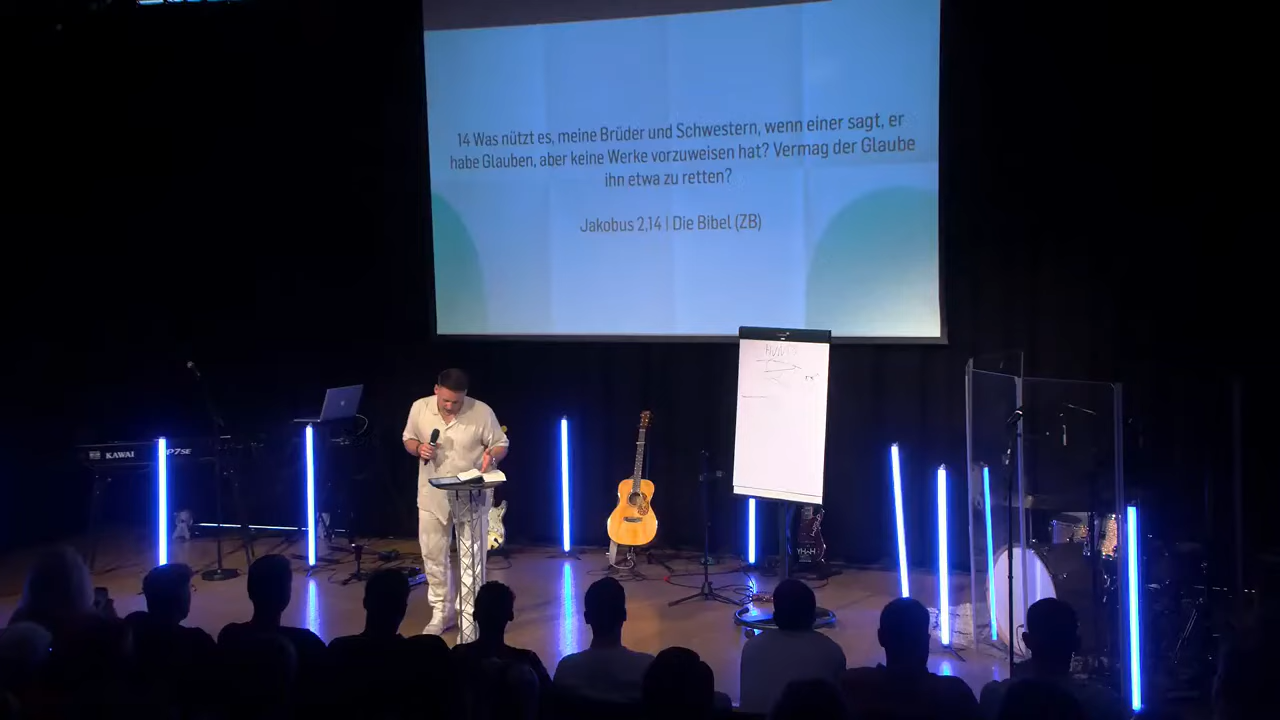 14 Was nützt es, meine Brüder und Schwestern, wenn einer sagt, er
habe Glauben, aber keine Werke vorzuweisen hat? Vermag der Glaube
ihn etwa zu retten?
Jakobus 2,14 | Die Bibel (ZB)
KAWAI